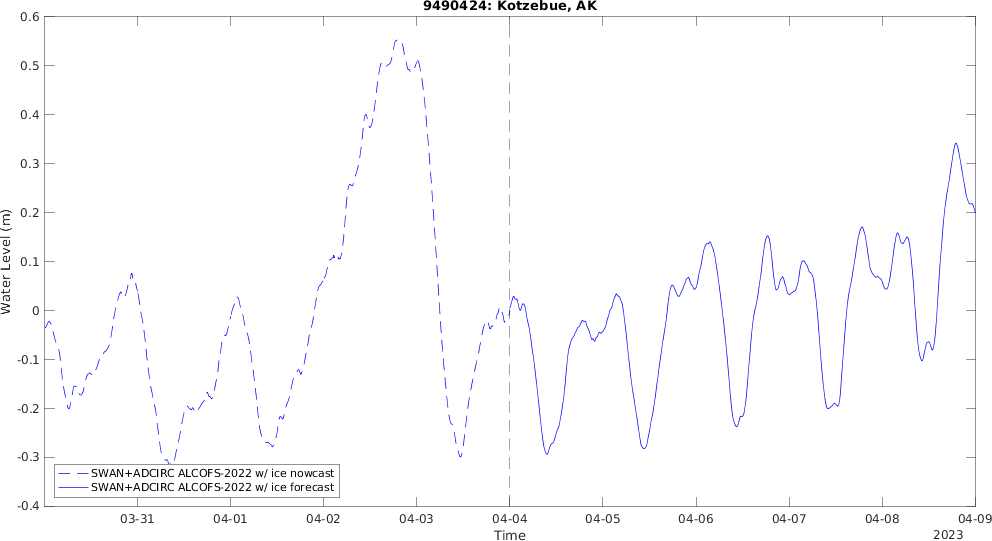 9490424: Kotzebue, AK
0.6
0.5
0.4
0.3
0.2
0.1
0
-0.1
-0.2
-0.3
-0.4
Water Level (m)
SWAN+ADCIRC ALCOFS-2022 w/ ice nowcast
SWAN+ADCIRC ALCOFS-2022 w/ ice forecast
03-31 04-01 04-02 04-03 04-04 04-05 04-06 04-07 04-08 04-09
Time
2023